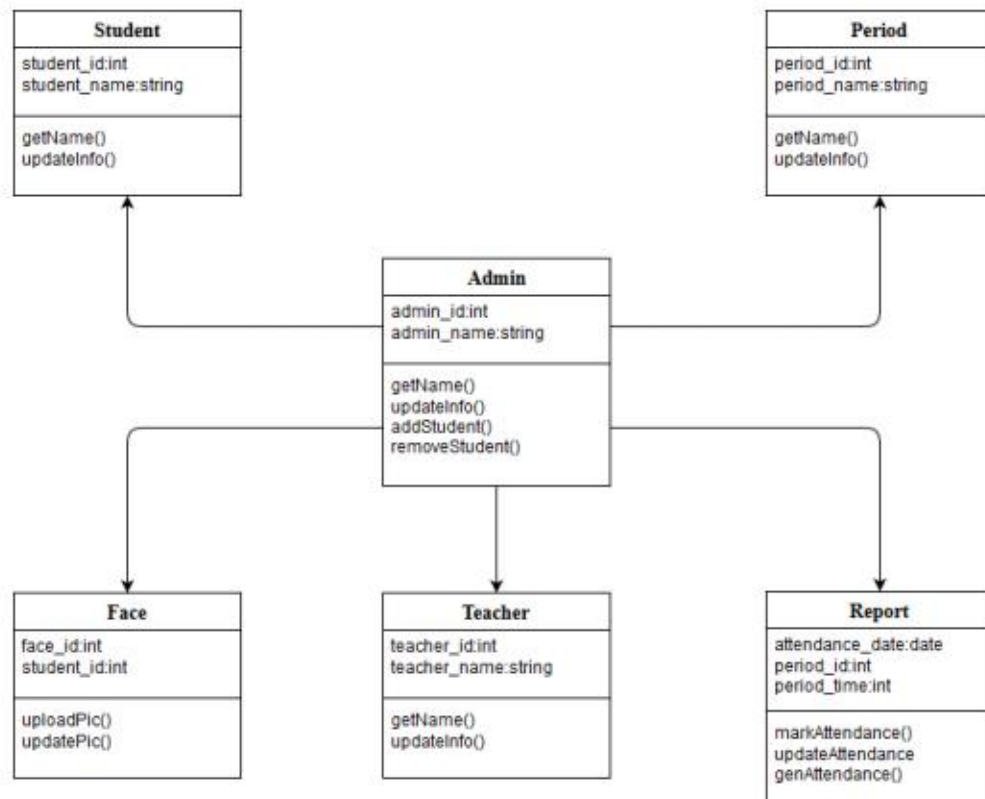 Student
student_id:int
student_name:string
getName()
updateInfo()
Period
period_id:int
period_name:string
getName()
updateInfo()
Admin
admin_id:int
admin_name:string
getName()
updateInfo()
addStudent()
removeStudent()
Face
face_id:int
student_id:int
uploadPic()
updatePic()
Teacher
teacher_id:int
teacher_name:string
getName()
updateInfo()
Report
attendance_date:date
period_id:int
period_time:int
markAttendance()
updateAttendance
genAttendance()